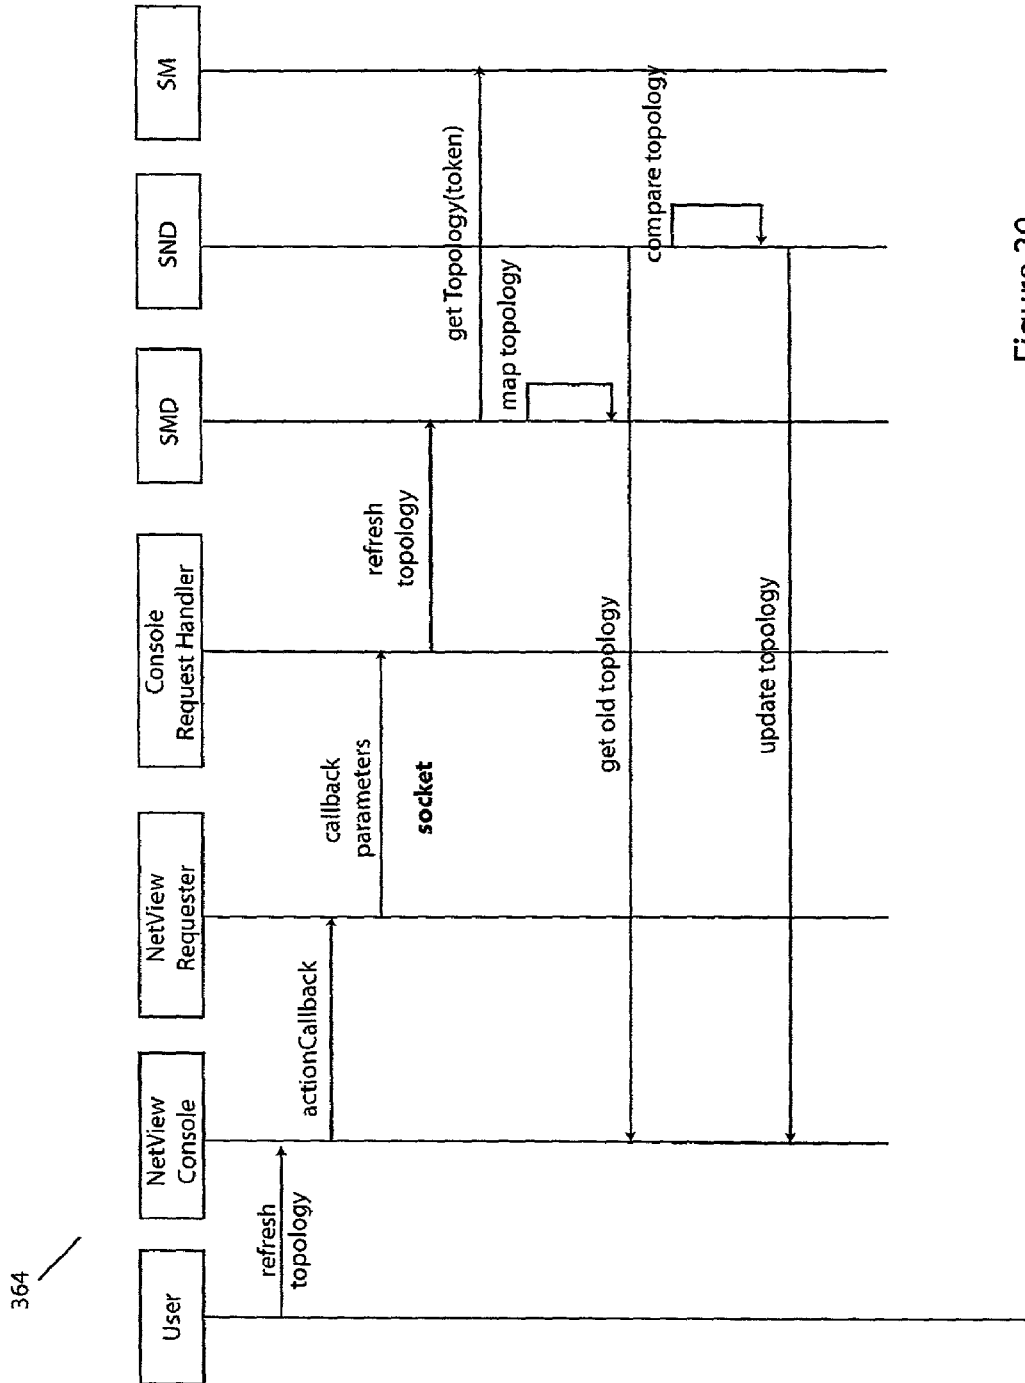 364
User
NetView
Console
NetView
Requester
Console
Request Handler
SMD
SND
SM
refresh
topology
actionCallback
callback
parameters
socket
refresh
topology
get Topology(token)
map topology
get old topology
compare topology
update topology
Figure